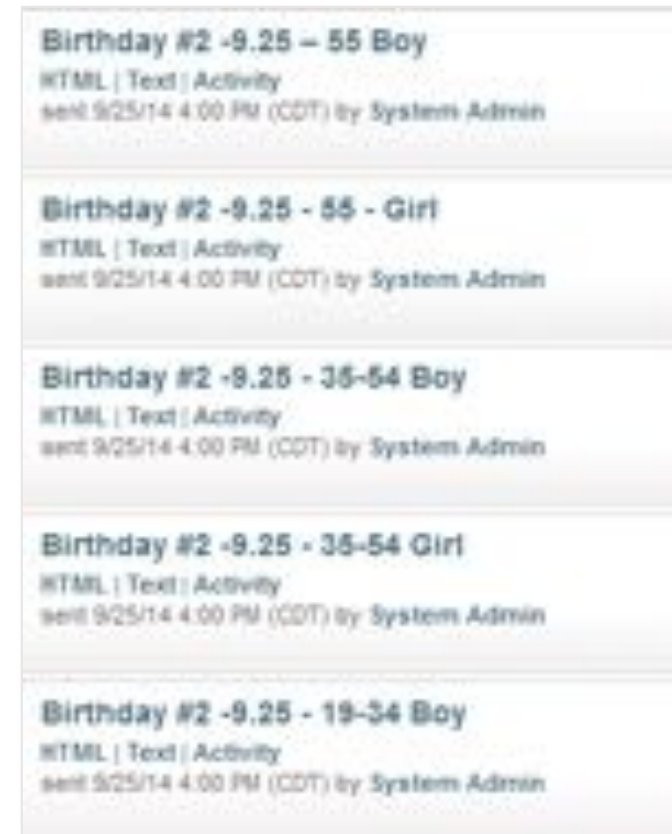 Birthday #2 -9.25 – 55 Boy
HTML | Text | Activity
sent 9/25/14 4:00 PM (CDT) by System Admin
Birthday #2 -9.25 - 55 - Girl
HTML | Text | Activity
sent 9/25/14 4:00 PM (CDT) by System Admin
Birthday #2 -9.25 - 35-54 Boy
HTML | Text | Activity
sent 9/25/14 4:00 PM (CDT) by System Admin
Birthday #2 -9.25 - 35-54 Girl
HTML | Text | Activity
sent 9/25/14 4:00 PM (CDT) by System Admin
Birthday #2 -9.25 - 19-34 Boy
HTML | Text | Activity
sent 9/25/14 4:00 PM (CDT) by System Admin